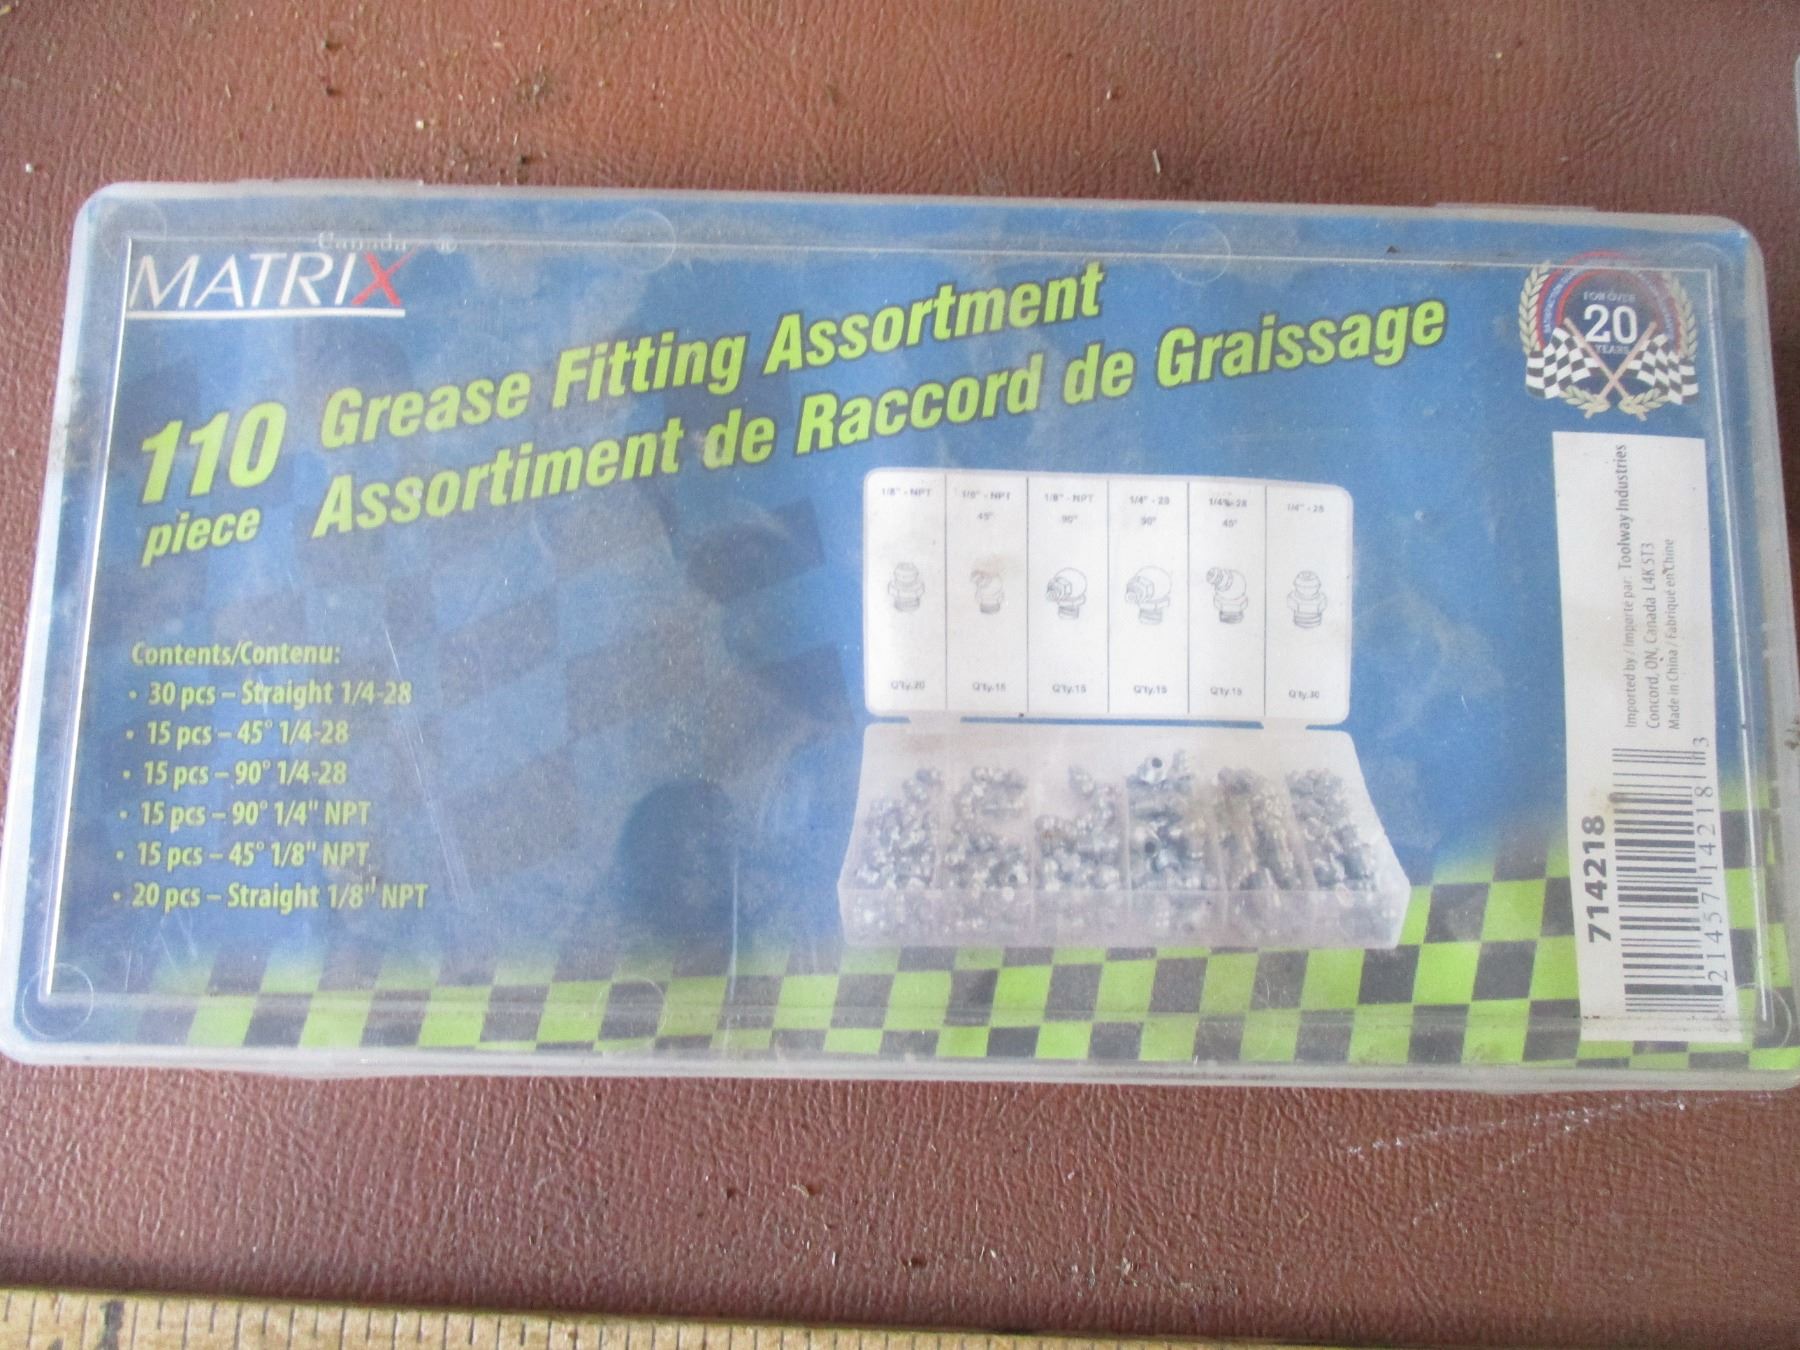 Canada ®
MATRIX
110 piece
Grease Fitting Assortment
Assortiment de Raccord de Graissage
FOR OVER
20
YEARS
Contents/Contenu:
• 30 pcs – Straight 1/4-28
• 15 pcs – 45° 1/4-28
• 15 pcs – 90° 1/4-28
• 15 pcs – 90° 1/4" NPT
• 15 pcs – 45° 1/8" NPT
• 20 pcs – Straight 1/8" NPT
1/8" - NPT 1/8" - NPT 1/8" - NPT 1/4" - 28 1/4" - 28 1/4" - 28
45° 90° 90° 45°
Q'ty.20 Q'ty.15 Q'ty.15 Q'ty.15 Q'ty.15 Q'ty.30
Imported by / Importe par: Toolway Industries
Concord, ON, Canada L4K 5T3
Made in China / Fabriqué en Chine
714218
2 14571 42181 3